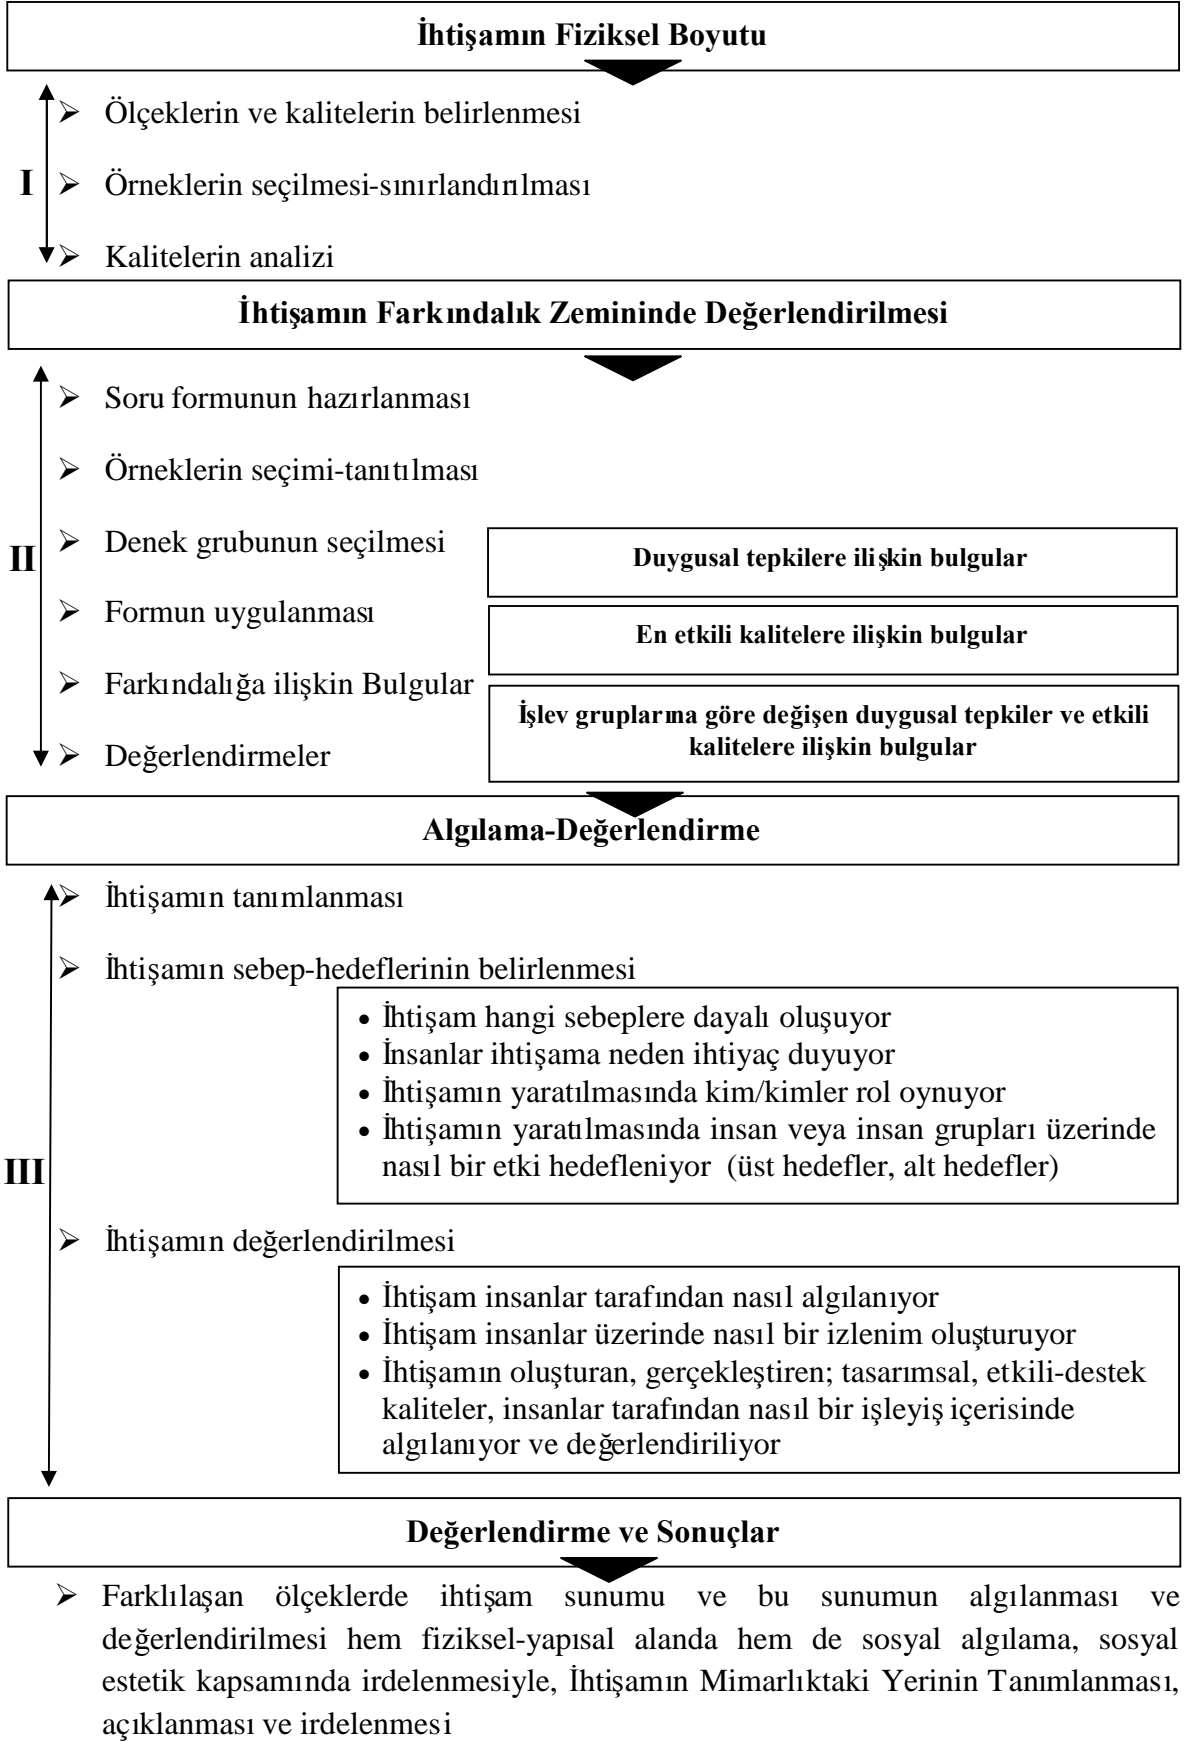 İhtişamın Fiziksel Boyutu
➢ Ölçeklerin ve kalitelerin belirlenmesi
I
➢ Örneklerin seçilmesi-sınırlandırılması
➢ Kalitelerin analizi
İhtişamın Farkındalık Zemininde Değerlendirilmesi
➢ Soru formunun hazırlanması
➢ Örneklerin seçimi-tanıtılması
➢ Denek grubunun seçilmesi
II
➢ Formun uygulanması
➢ Farkındalığa ilişkin Bulgular
➢ Değerlendirmeler
Duygusal tepkilere ilişkin bulgular
En etkili kalitelere ilişkin bulgular
İşlev gruplarına göre değişen duygusal tepkiler ve etkili
kalitelere ilişkin bulgular
Algılama-Değerlendirme
➢ İhtişamın tanımlanması
➢ İhtişamın sebep-hedeflerinin belirlenmesi
• İhtişam hangi sebeplere dayalı oluşuyor
• İnsanlar ihtişama neden ihtiyaç duyuyor
• İhtişamın yaratılmasında kim/kimler rol oynuyor
• İhtişamın yaratılmasında insan veya insan grupları üzerinde
nasıl bir etki hedefleniyor (üst hedefler, alt hedefler)
III
➢ İhtişamın değerlendirilmesi
• İhtişam insanlar tarafından nasıl algılanıyor
• İhtişam insanlar üzerinde nasıl bir izlenim oluşturuyor
• İhtişamın oluşturan, gerçekleştiren; tasarımsal, etkili-destek
kaliteler, insanlar tarafından nasıl bir işleyiş içerisinde
algılanıyor ve değerlendiriliyor
Değerlendirme ve Sonuçlar
➢ Farklılaşan ölçeklerde ihtişam sunumu ve bu sunumun algılanması ve
değerlendirilmesi hem fiziksel-yapısal alanda hem de sosyal algılama, sosyal
estetik kapsamında irdelenmesiyle, İhtişamın Mimarlıktaki Yerinin Tanımlanması,
açıklanması ve irdelenmesi